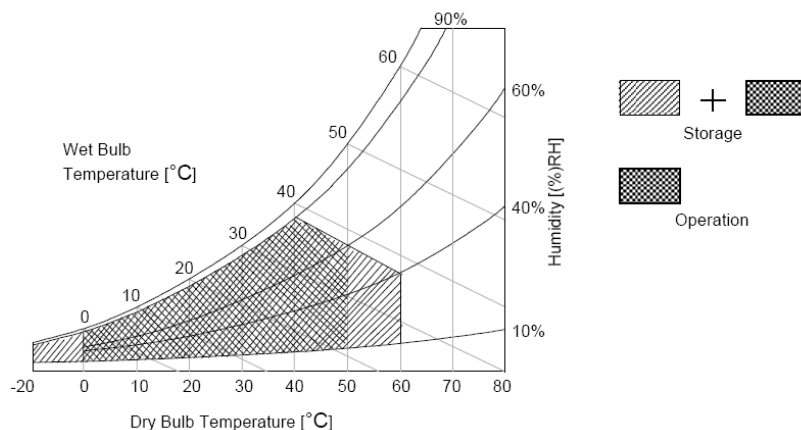 90%
60
60%
50
Wet Bulb
Temperature [°C]
40
40%
30
20
10
0
10%
Humidity [(%)RH]
-20 0 10 20 30 40 50 60 70 80
Dry Bulb Temperature [°C]
+
Storage
Operation